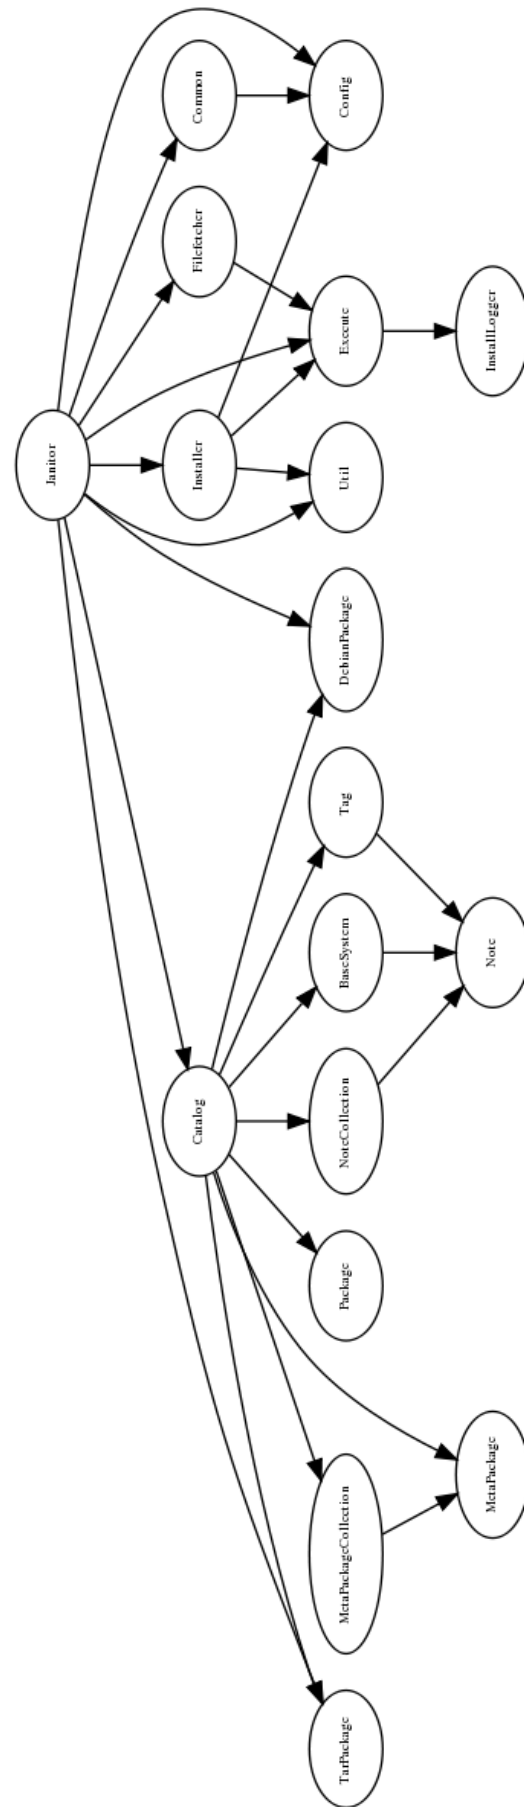 Janitor
Common
Filefetcher
Installer
Catalog
Config
Execute
Util
DebianPackage
Tag
BaseSystem
NoteCollection
Package
MetaPackageCollection
TarPackage
InstallLogger
Note
MetaPackage